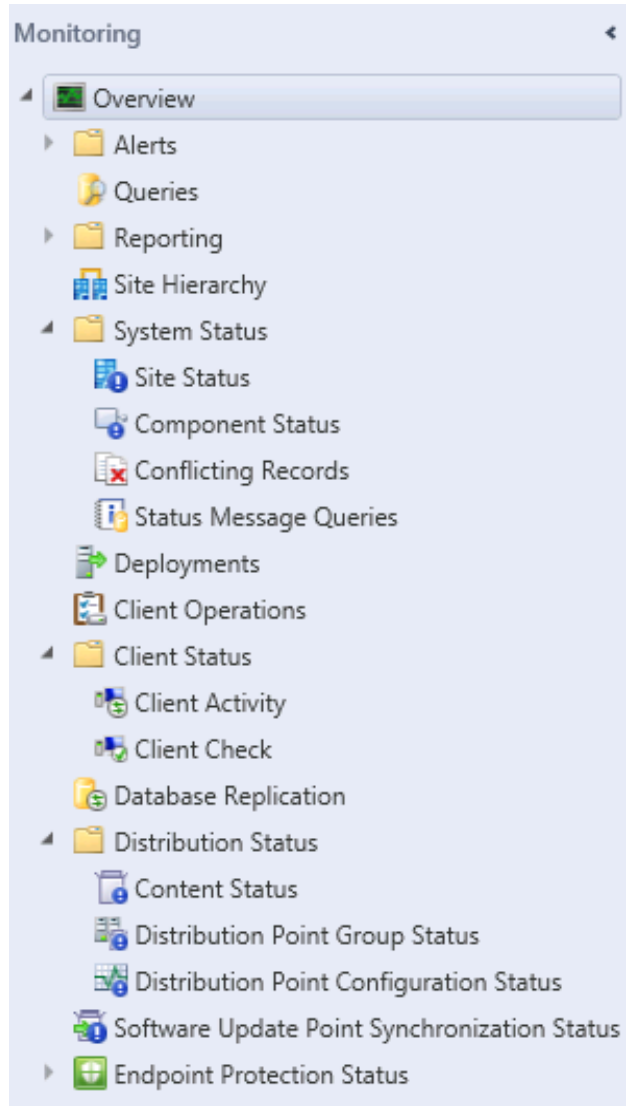 Monitoring
Overview
Alerts
Queries
Reporting
Site Hierarchy
System Status
Site Status
Component Status
Conflicting Records
Status Message Queries
Deployments
Client Operations
Client Status
Client Activity
Client Check
Database Replication
Distribution Status
Content Status
Distribution Point Group Status
Distribution Point Configuration Status
Software Update Point Synchronization Status
Endpoint Protection Status